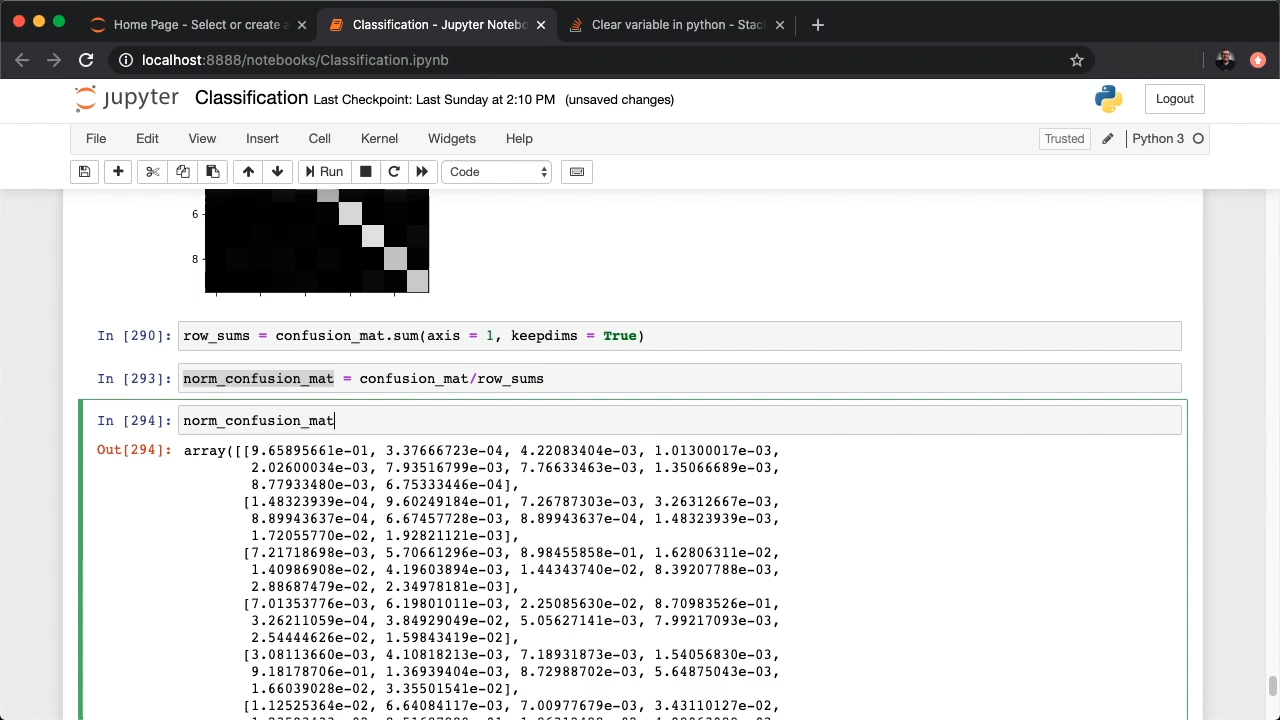 Home Page - Select or create a
Classification - Jupyter Notebo
Clear variable in python - Stac
localhost:8888/notebooks/Classification.ipynb
jupyter Classification Last Checkpoint: Last Sunday at 2:10 PM (unsaved changes)
Logout
File Edit View Insert Cell Kernel Widgets Help
Trusted Python 3
Run Code
6
8
In [290]: row_sums = confusion_mat.sum(axis = 1, keepdims = True)
In [293]: norm_confusion_mat = confusion_mat/row_sums
In [294]: norm_confusion_mat
Out[294]: array([[9.65895661e-01, 3.37666723e-04, 4.22083404e-03, 1.01300017e-03,
2.02600034e-03, 7.93516799e-03, 7.76633463e-03, 1.35066689e-03,
8.77933480e-03, 6.75333446e-04],
[1.48323939e-04, 9.60249184e-01, 7.26787303e-03, 3.26312667e-03,
8.89943637e-04, 6.67457728e-03, 8.89943637e-04, 1.48323939e-03,
1.72055770e-02, 1.92821121e-03],
[7.21718698e-03, 5.70661296e-03, 8.98455858e-01, 1.62806311e-02,
1.40986908e-02, 4.19603894e-03, 1.44343740e-02, 8.39207788e-03,
2.88687479e-02, 2.34978181e-03],
[7.01353776e-03, 6.19801011e-03, 2.25085630e-02, 8.70983526e-01,
3.26211059e-04, 3.84929049e-02, 5.05627141e-03, 7.99217093e-03,
2.54444626e-02, 1.59843419e-02],
[3.08113660e-03, 4.10818213e-03, 7.18931873e-03, 1.54056830e-03,
9.18178706e-01, 1.36939404e-03, 8.72988702e-03, 5.64875043e-03,
1.66039028e-02, 3.35501541e-02],
[1.12525364e-02, 6.64084117e-03, 7.00977679e-03, 3.43110127e-02,